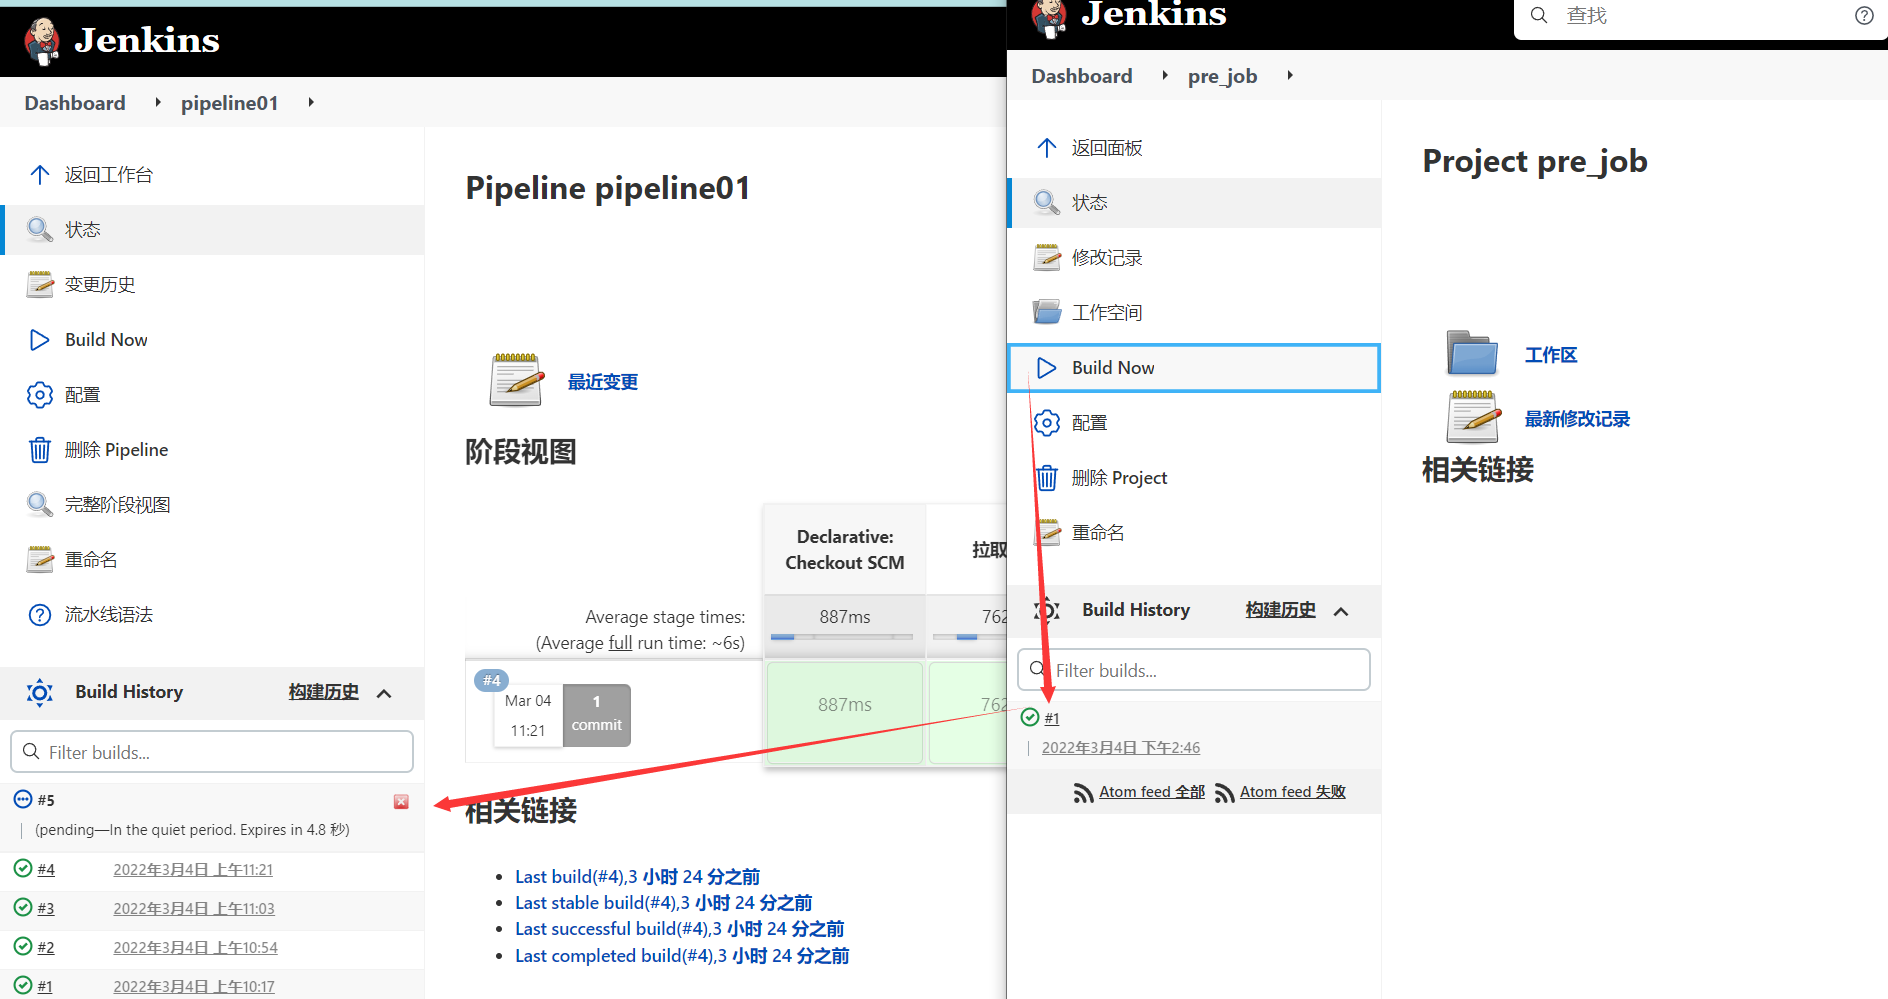 Jenkins
Dashboard
pipeline01
返回工作台
状态
变更历史
Build Now
配置
删除 Pipeline
完整阶段视图
重命名
流水线语法
Build History
构建历史
Filter builds...
#5
(pending—In the quiet period. Expires in 4.8 秒)
#4
2022年3月4日 上午11:21
#3
2022年3月4日 上午11:03
#2
2022年3月4日 上午10:54
#1
2022年3月4日 上午10:17
Pipeline pipeline01
最近变更
阶段视图
Declarative:
Checkout SCM
拉取
Average stage times:
(Average full run time: ~6s)
887ms
762
#4
Mar 04
11:21
1
commit
887ms
762
相关链接
Last build(#4),3 小时 24 分之前
Last stable build(#4),3 小时 24 分之前
Last successful build(#4),3 小时 24 分之前
Last completed build(#4),3 小时 24 分之前
Jenkins
查找
Dashboard
pre_job
返回面板
状态
修改记录
工作空间
Build Now
配置
删除 Project
重命名
Build History
构建历史
Filter builds...
#1
2022年3月4日 下午2:46
Atom feed 全部
Atom feed 失败
Project pre_job
工作区
最新修改记录
相关链接